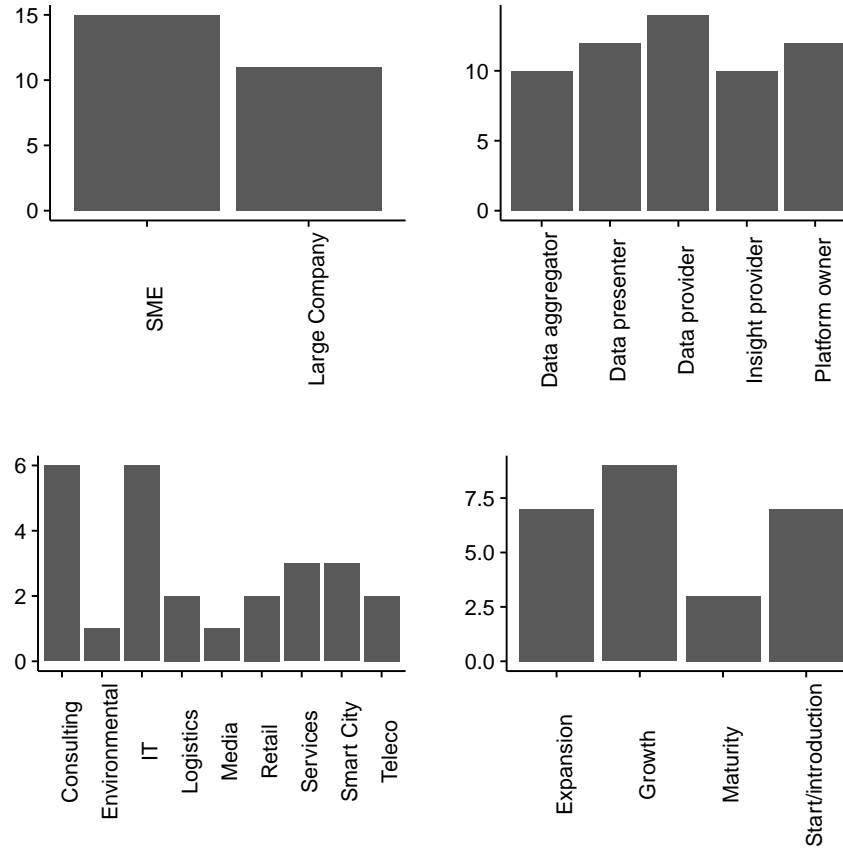 15
10
5
0
SME
Large Company
10
5
0
Data aggregator
Data presenter
Data provider
Insight provider
Platform owner
6
4
2
0
Consulting
Environmental
IT
Logistics
Media
Retail
Services
Smart City
Teleco
7.5
5.0
2.5
0.0
Expansion
Growth
Maturity
Start/introduction